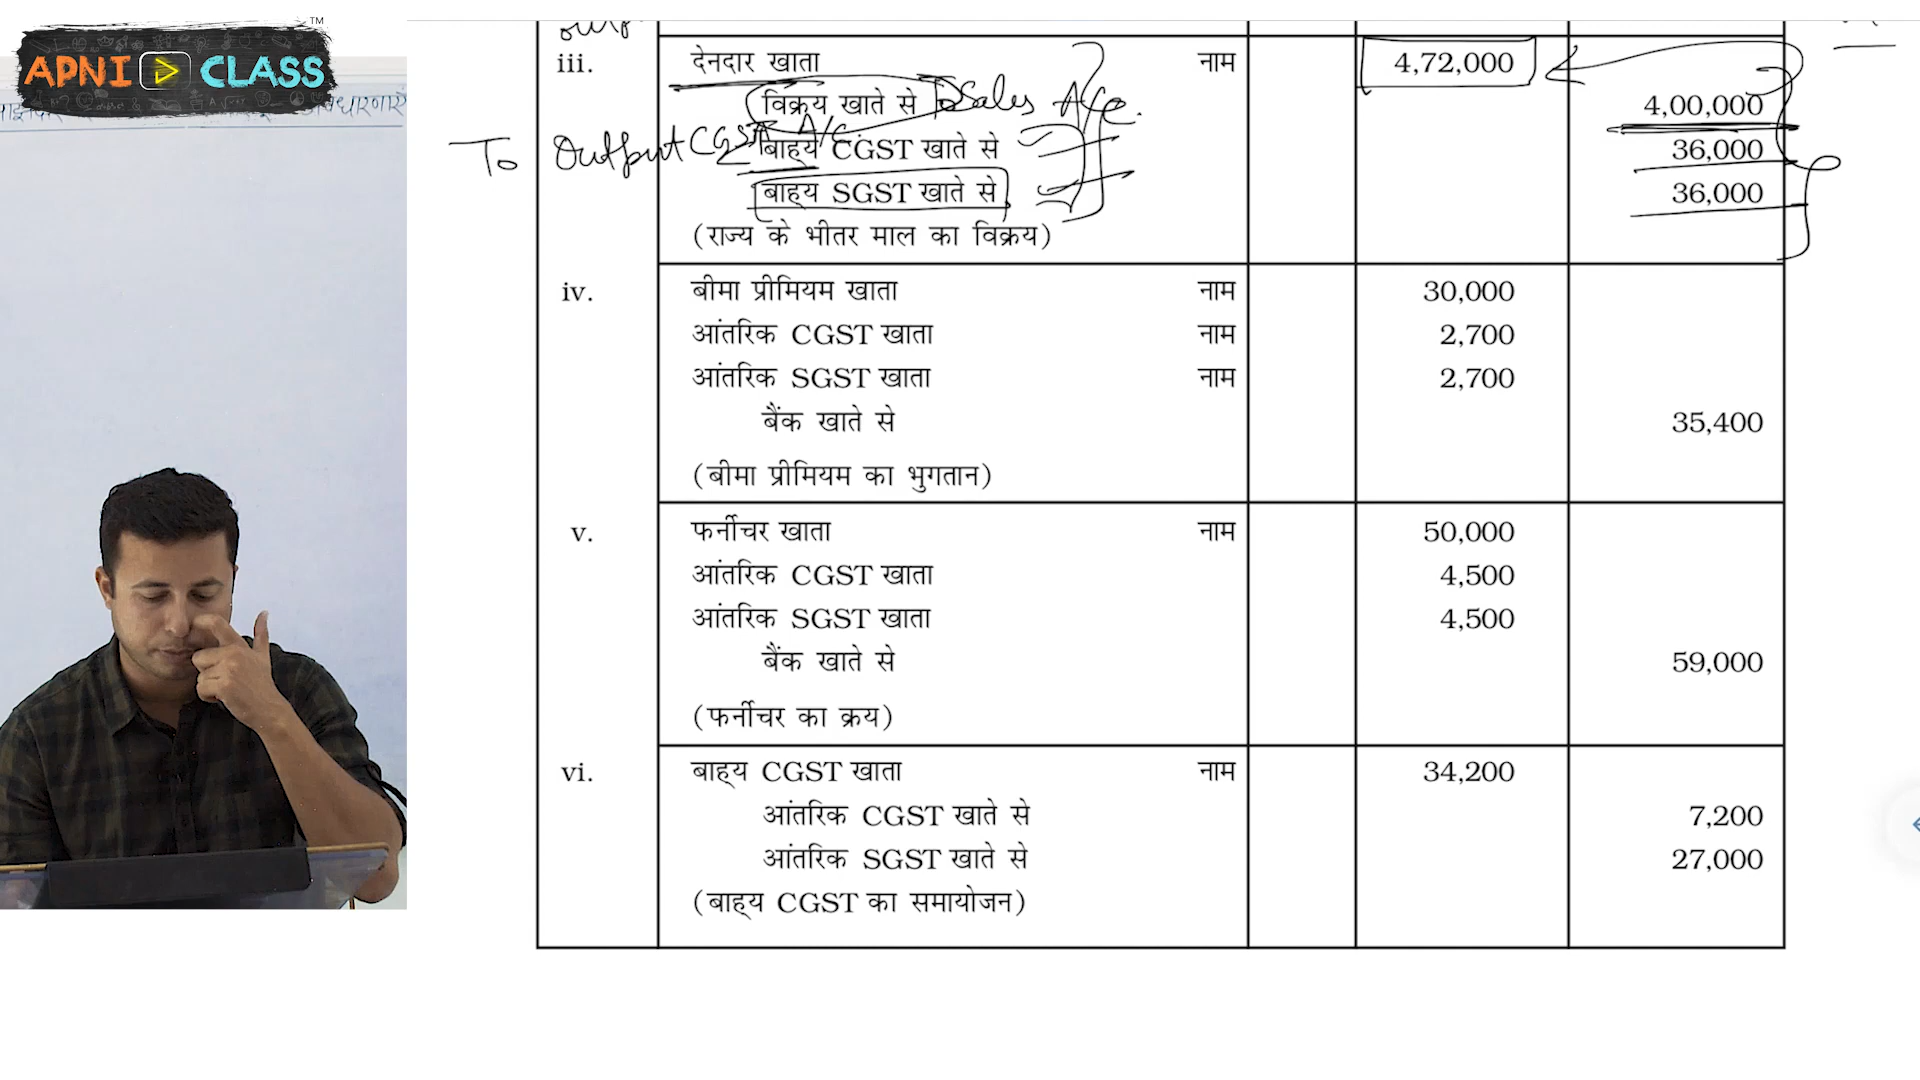 APNI CLASS
TM
iii. देनदार खाता नाम 4,72,000
विक्रय खाते से To Sales A/c. 4,00,000
To Output CGST A/c. बाह्य CGST खाते से 36,000
बाह्य SGST खाते से 36,000
(राज्य के भीतर माल का विक्रय)
iv. बीमा प्रीमियम खाता नाम 30,000
आंतरिक CGST खाता नाम 2,700
आंतरिक SGST खाता नाम 2,700
बैंक खाते से 35,400
(बीमा प्रीमियम का भुगतान)
v. फर्नीचर खाता नाम 50,000
आंतरिक CGST खाता 4,500
आंतरिक SGST खाता 4,500
बैंक खाते से 59,000
(फर्नीचर का क्रय)
vi. बाह्य CGST खाता नाम 34,200
आंतरिक CGST खाते से 7,200
आंतरिक SGST खाते से 27,000
(बाह्य CGST का समायोजन)